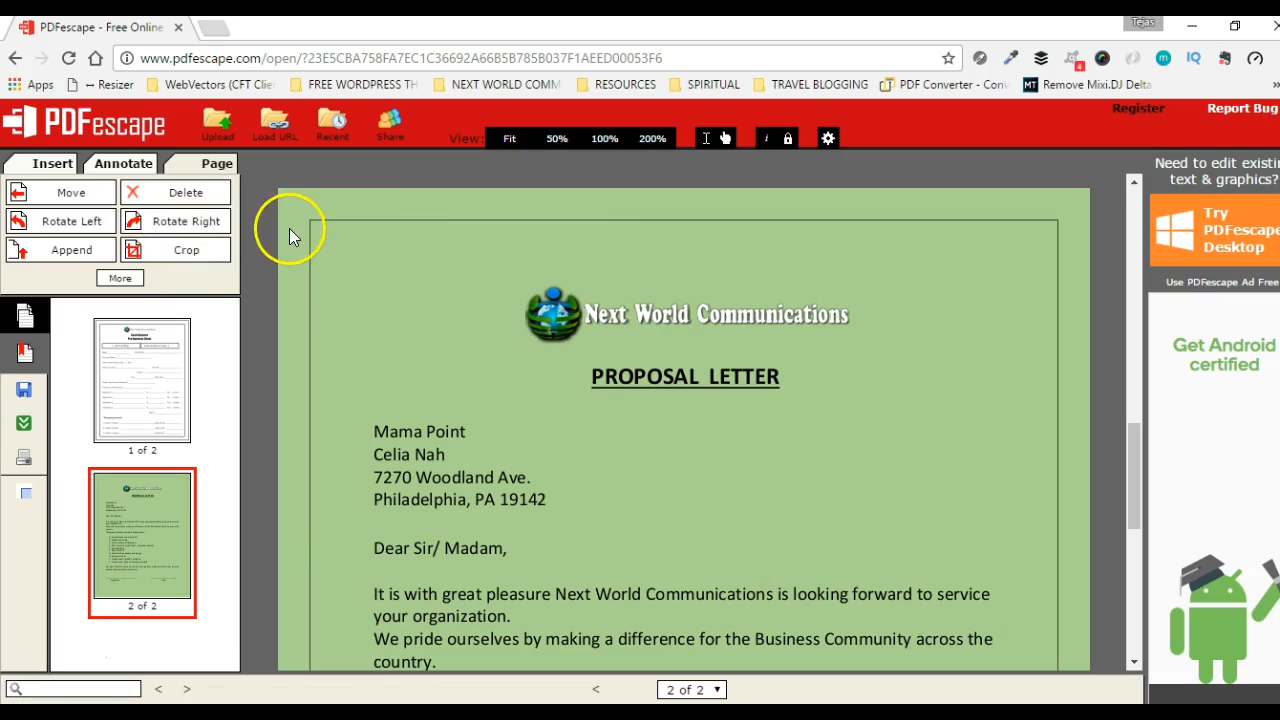 Tejas
PDFescape - Free Online
www.pdfescape.com/open/?23E5CBA758FA7EC1C36692A66B5B785B037F1AEED00053F6
Apps
↔ Resizer
WebVectors (CFT Clie
FREE WORDPRESS TH
NEXT WORLD COMM
RESOURCES
SPIRITUAL
TRAVEL BLOGGING
PDF Converter - Conv
MT Remove Mixi.DJ Delta
PDFescape
Upload
Load URL
Recent
Share
View:
Fit
50%
100%
200%
Register
Report Bug
Insert
Annotate
Page
Move
Delete
Rotate Left
Rotate Right
Append
Crop
More
1 of 2
2 of 2
Next World Communications
PROPOSAL LETTER
Mama Point
Celia Nah
7270 Woodland Ave.
Philadelphia, PA 19142
Dear Sir/ Madam,
It is with great pleasure Next World Communications is looking forward to service
your organization.
We pride ourselves by making a difference for the Business Community across the
country.
Need to edit existin
text & graphics?
Try
PDFescape
Desktop
Use PDFescape Ad Free
Get Android
certified
2 of 2